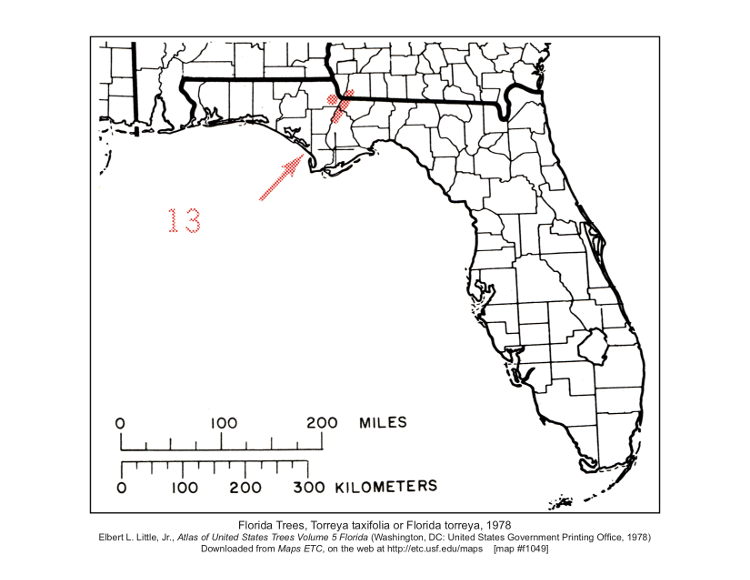 13
0 100 200 MILES
0 100 200 300 KILOMETERS
Florida Trees, Torreya taxifolia or Florida torreya, 1978
Elbert L. Little, Jr., Atlas of United States Trees Volume 5 Florida (Washington, DC: United States Government Printing Office, 1978)
Downloaded from Maps ETC, on the web at http://etc.usf.edu/maps [map #f1049]